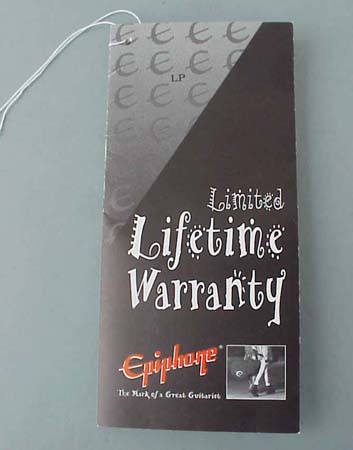 LP
Limited
Lifetime
Warranty
Epiphone®
The Mark of a Great Guitarist